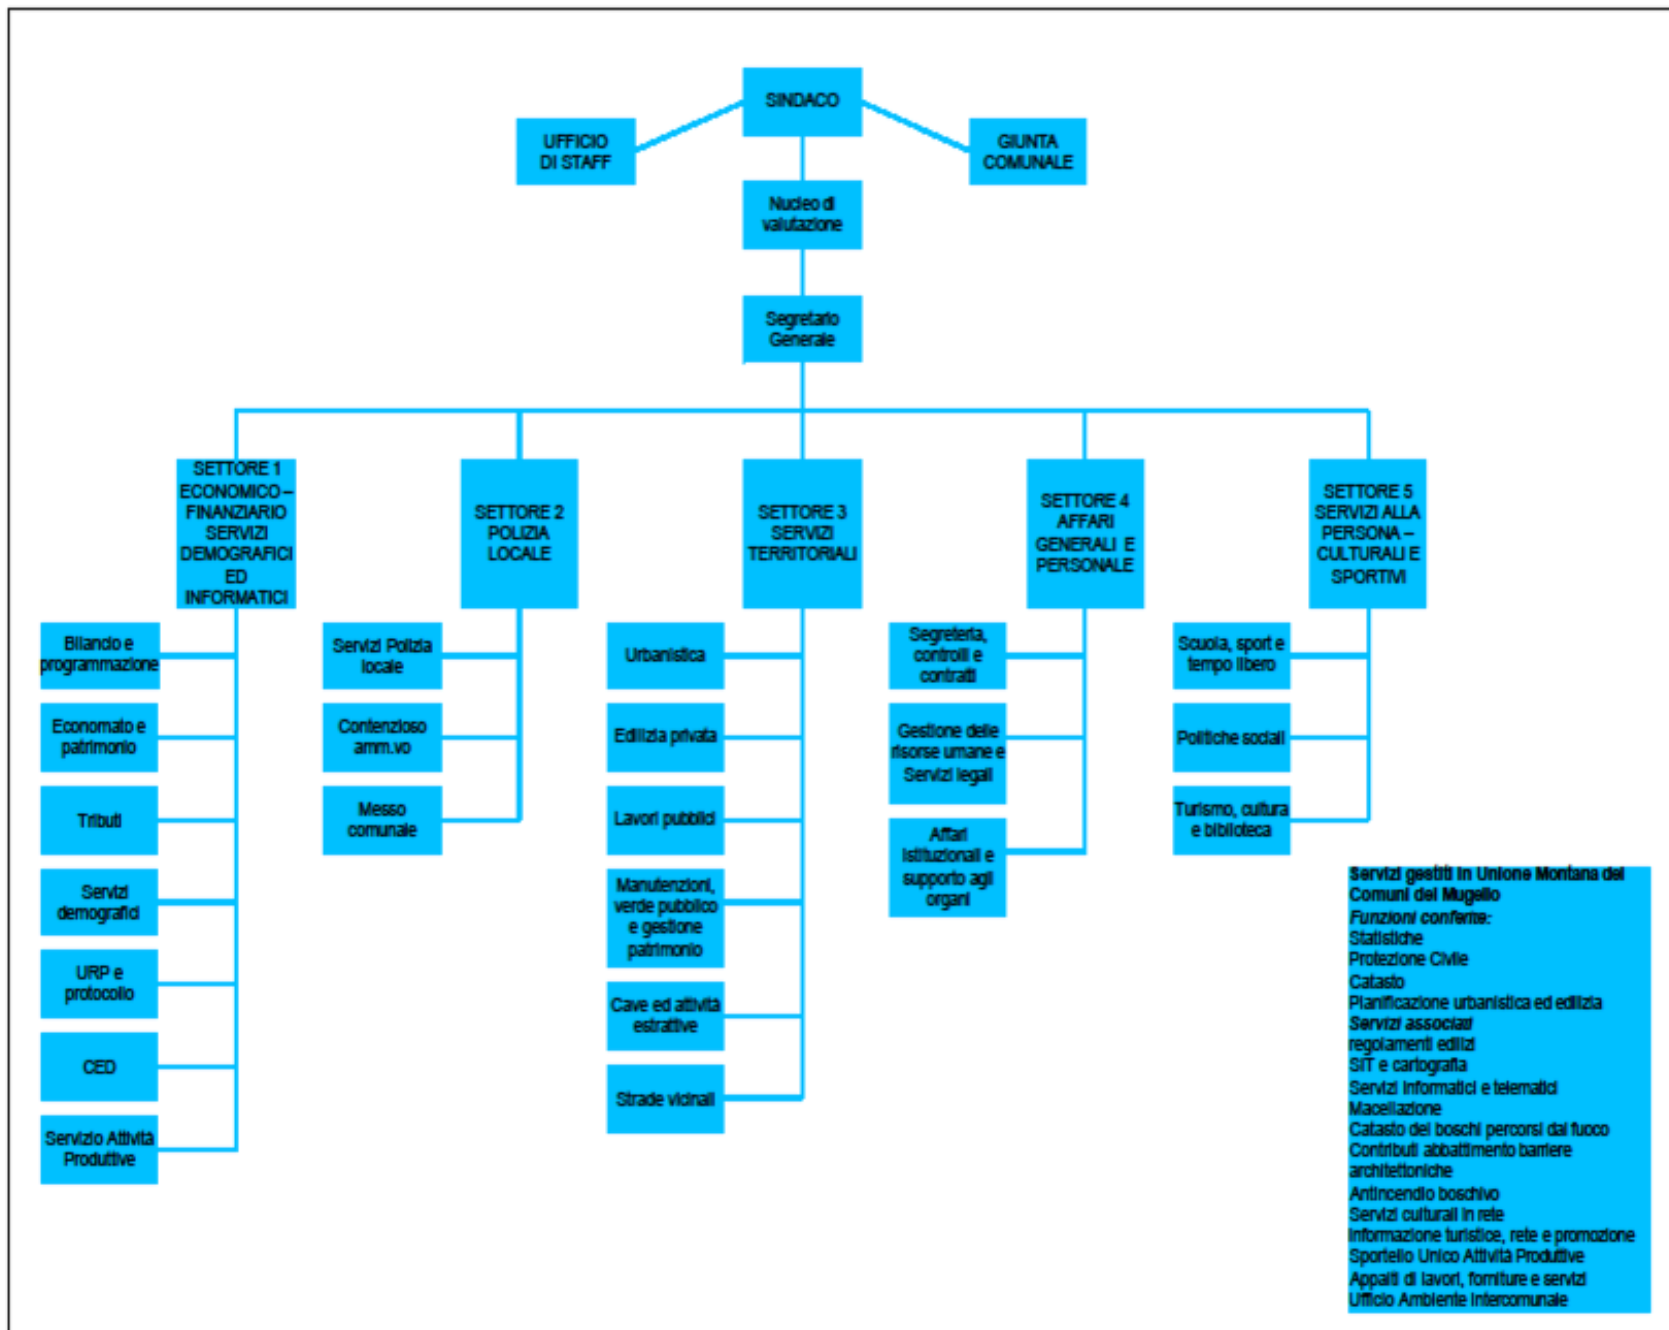 SINDACO
UFFICIO
DI STAFF
GIUNTA
COMUNALE
Nucleo di
valutazione
Segretario
Generale
SETTORE 1
ECONOMICO –
FINANZIARIO
SERVIZI
DEMOGRAFICI
ED
INFORMATICI
SETTORE 2
POLIZIA
LOCALE
SETTORE 3
SERVIZI
TERRITORIALI
SETTORE 4
AFFARI
GENERALI E
PERSONALE
SETTORE 5
SERVIZI ALLA
PERSONA –
CULTURALI E
SPORTIVI
Bilancio e
programmazione
Economato e
patrimonio
Tributi
Servizi
demografici
URP e
protocollo
CED
Servizio Attività
Produttive
Servizi Polizia
locale
Contenzioso
amm.vo
Messo
comunale
Urbanistica
Edilizia privata
Lavori pubblici
Manutenzioni,
verde pubblico
e gestione
patrimonio
Cave ed attività
estrattive
Strade vicinali
Segreteria,
controlli e
contratti
Gestione delle
risorse umane e
Servizi legali
Affari
istituzionali e
supporto agli
organi
Scuola, sport e
tempo libero
Politiche sociali
Turismo, cultura
e biblioteca
Servizi gestiti in Unione Montana dei
Comuni del Mugello
Funzioni conferite:
Statistiche
Protezione Civile
Catasto
Pianificazione urbanistica ed edilizia
Servizi associati
regolamenti edilizi
SIT e cartografia
Servizi informatici e telematici
Macellazione
Catasto dei boschi percorsi dal fuoco
Contributi abbattimento barriere
architettoniche
Antincendio boschivo
Servizi culturali in rete
Informazione turistice, rete e promozione
Sportello Unico Attività Produttive
Appalti di lavori, forniture e servizi
Ufficio Ambiente Intercomunale